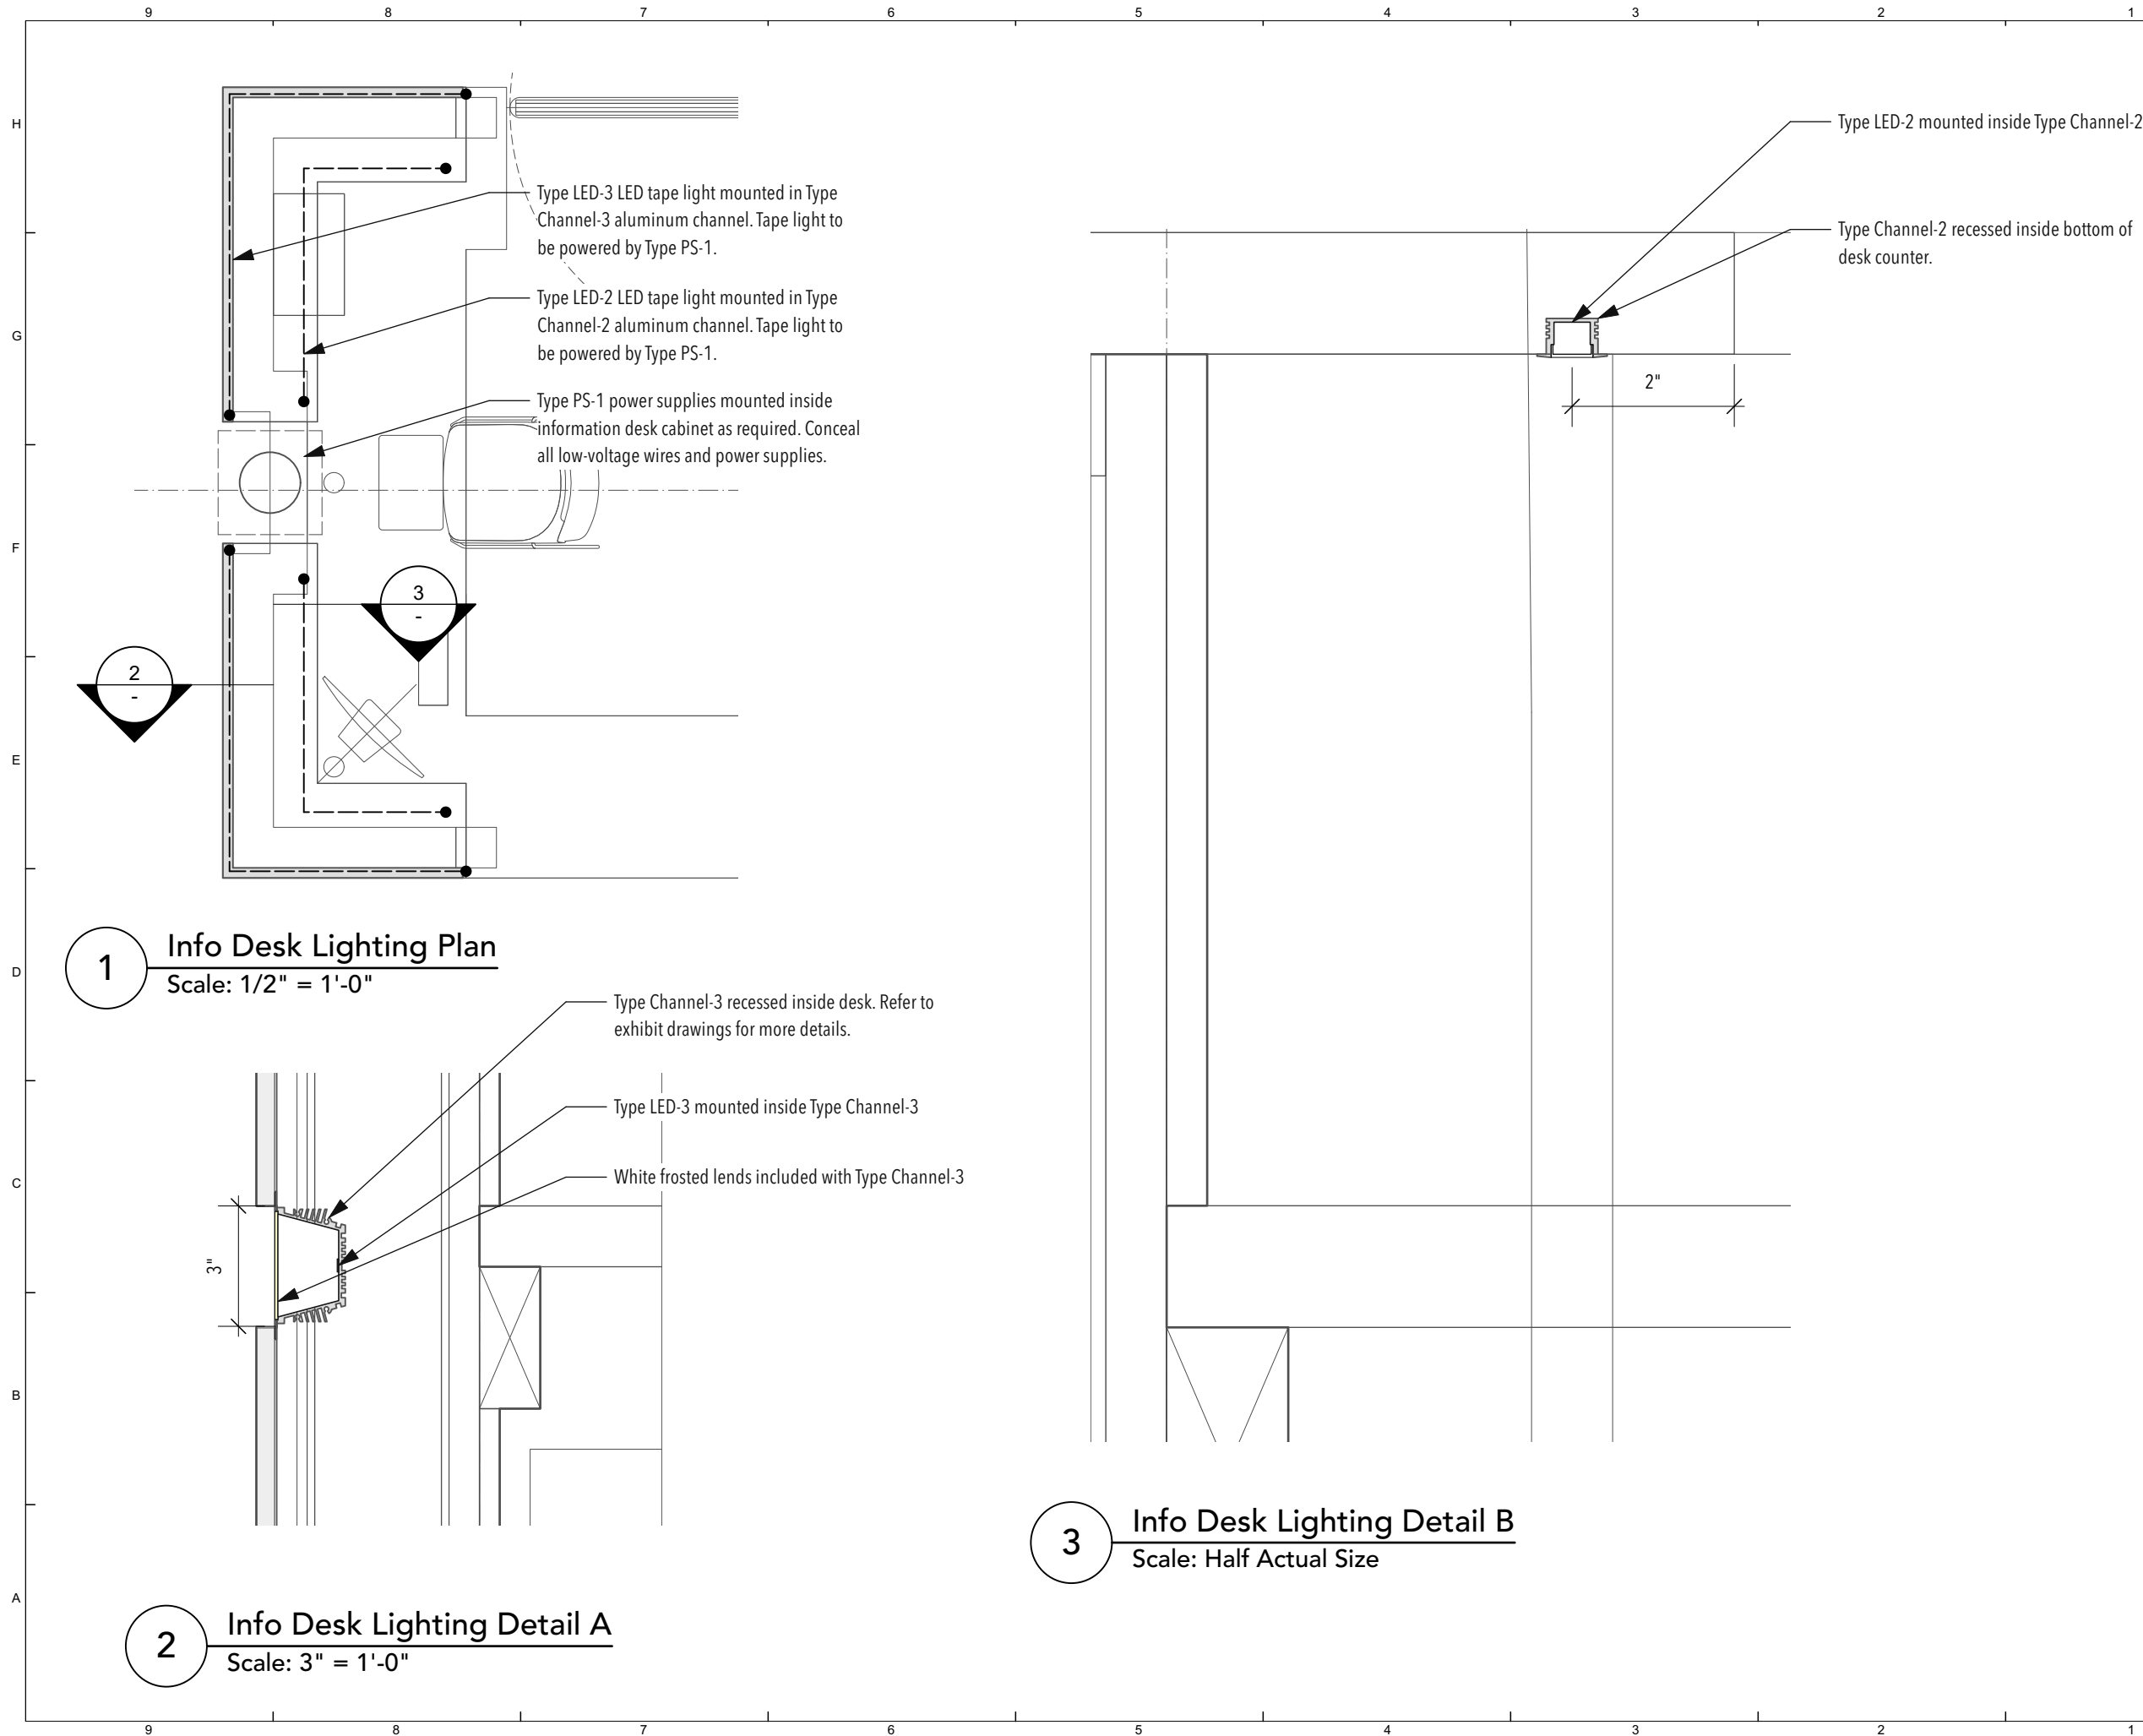 9 8 7 6 5 4 3 2 1
H
G
F
E
D
C
B
A
Type LED-3 LED tape light mounted in Type
Channel-3 aluminum channel. Tape light to
be powered by Type PS-1.
Type LED-2 LED tape light mounted in Type
Channel-2 aluminum channel. Tape light to
be powered by Type PS-1.
Type PS-1 power supplies mounted inside
information desk cabinet as required. Conceal
all low-voltage wires and power supplies.
3
-
2
-
1
Info Desk Lighting Plan
Scale: 1/2" = 1'-0"
Type Channel-3 recessed inside desk. Refer to
exhibit drawings for more details.
Type LED-3 mounted inside Type Channel-3
White frosted lends included with Type Channel-3
3"
2
Info Desk Lighting Detail A
Scale: 3" = 1'-0"
Type LED-2 mounted inside Type Channel-2
Type Channel-2 recessed inside bottom of
desk counter.
2"
3
Info Desk Lighting Detail B
Scale: Half Actual Size
9 8 7 6 5 4 3 2 1